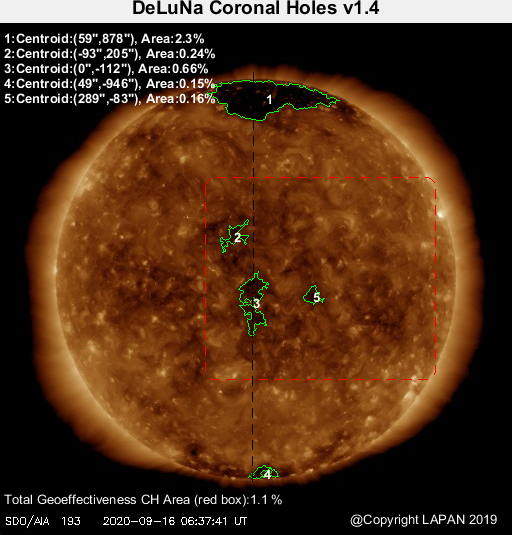 DeLuNa Coronal Holes v1.4
1:Centroid:(59",878"), Area:2.3%
2:Centroid:(-93",205"), Area:0.24%
3:Centroid:(0",-112"), Area:0.66%
4:Centroid:(49",-946"), Area:0.15%
5:Centroid:(289",-83"), Area:0.16%
1
2
5
3
4
Total Geoeffectiveness CH Area (red box):1.1 %
SDO/AIA 193 2020-09-16 06:37:41 UT
@Copyright LAPAN 2019